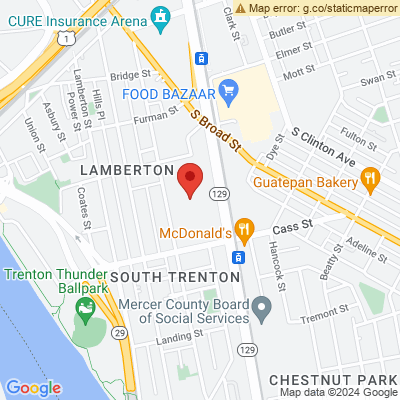 Map error: g.co/staticmaperror
CURE Insurance Arena
1
Clark St
Butler St
Elmer St
Mott St
Swan St
Bridge St
Furman St
FOOD BAZAAR
S Broad St
Lamberton St
Power St
Hills Pl
Asbury St
Union St
S Clinton Ave
Fulton St
Dye St
LAMBERTON
129
Guatepan Bakery
Coates St
McDonald's
Cass St
Adeline St
Hancock St
Beatty St
Trenton Thunder
Ballpark
SOUTH TRENTON
Mercer County Board
of Social Services
Tremont St
29
Landing St
129
CHESTNUT PARK
Google
Map data ©2024 Google